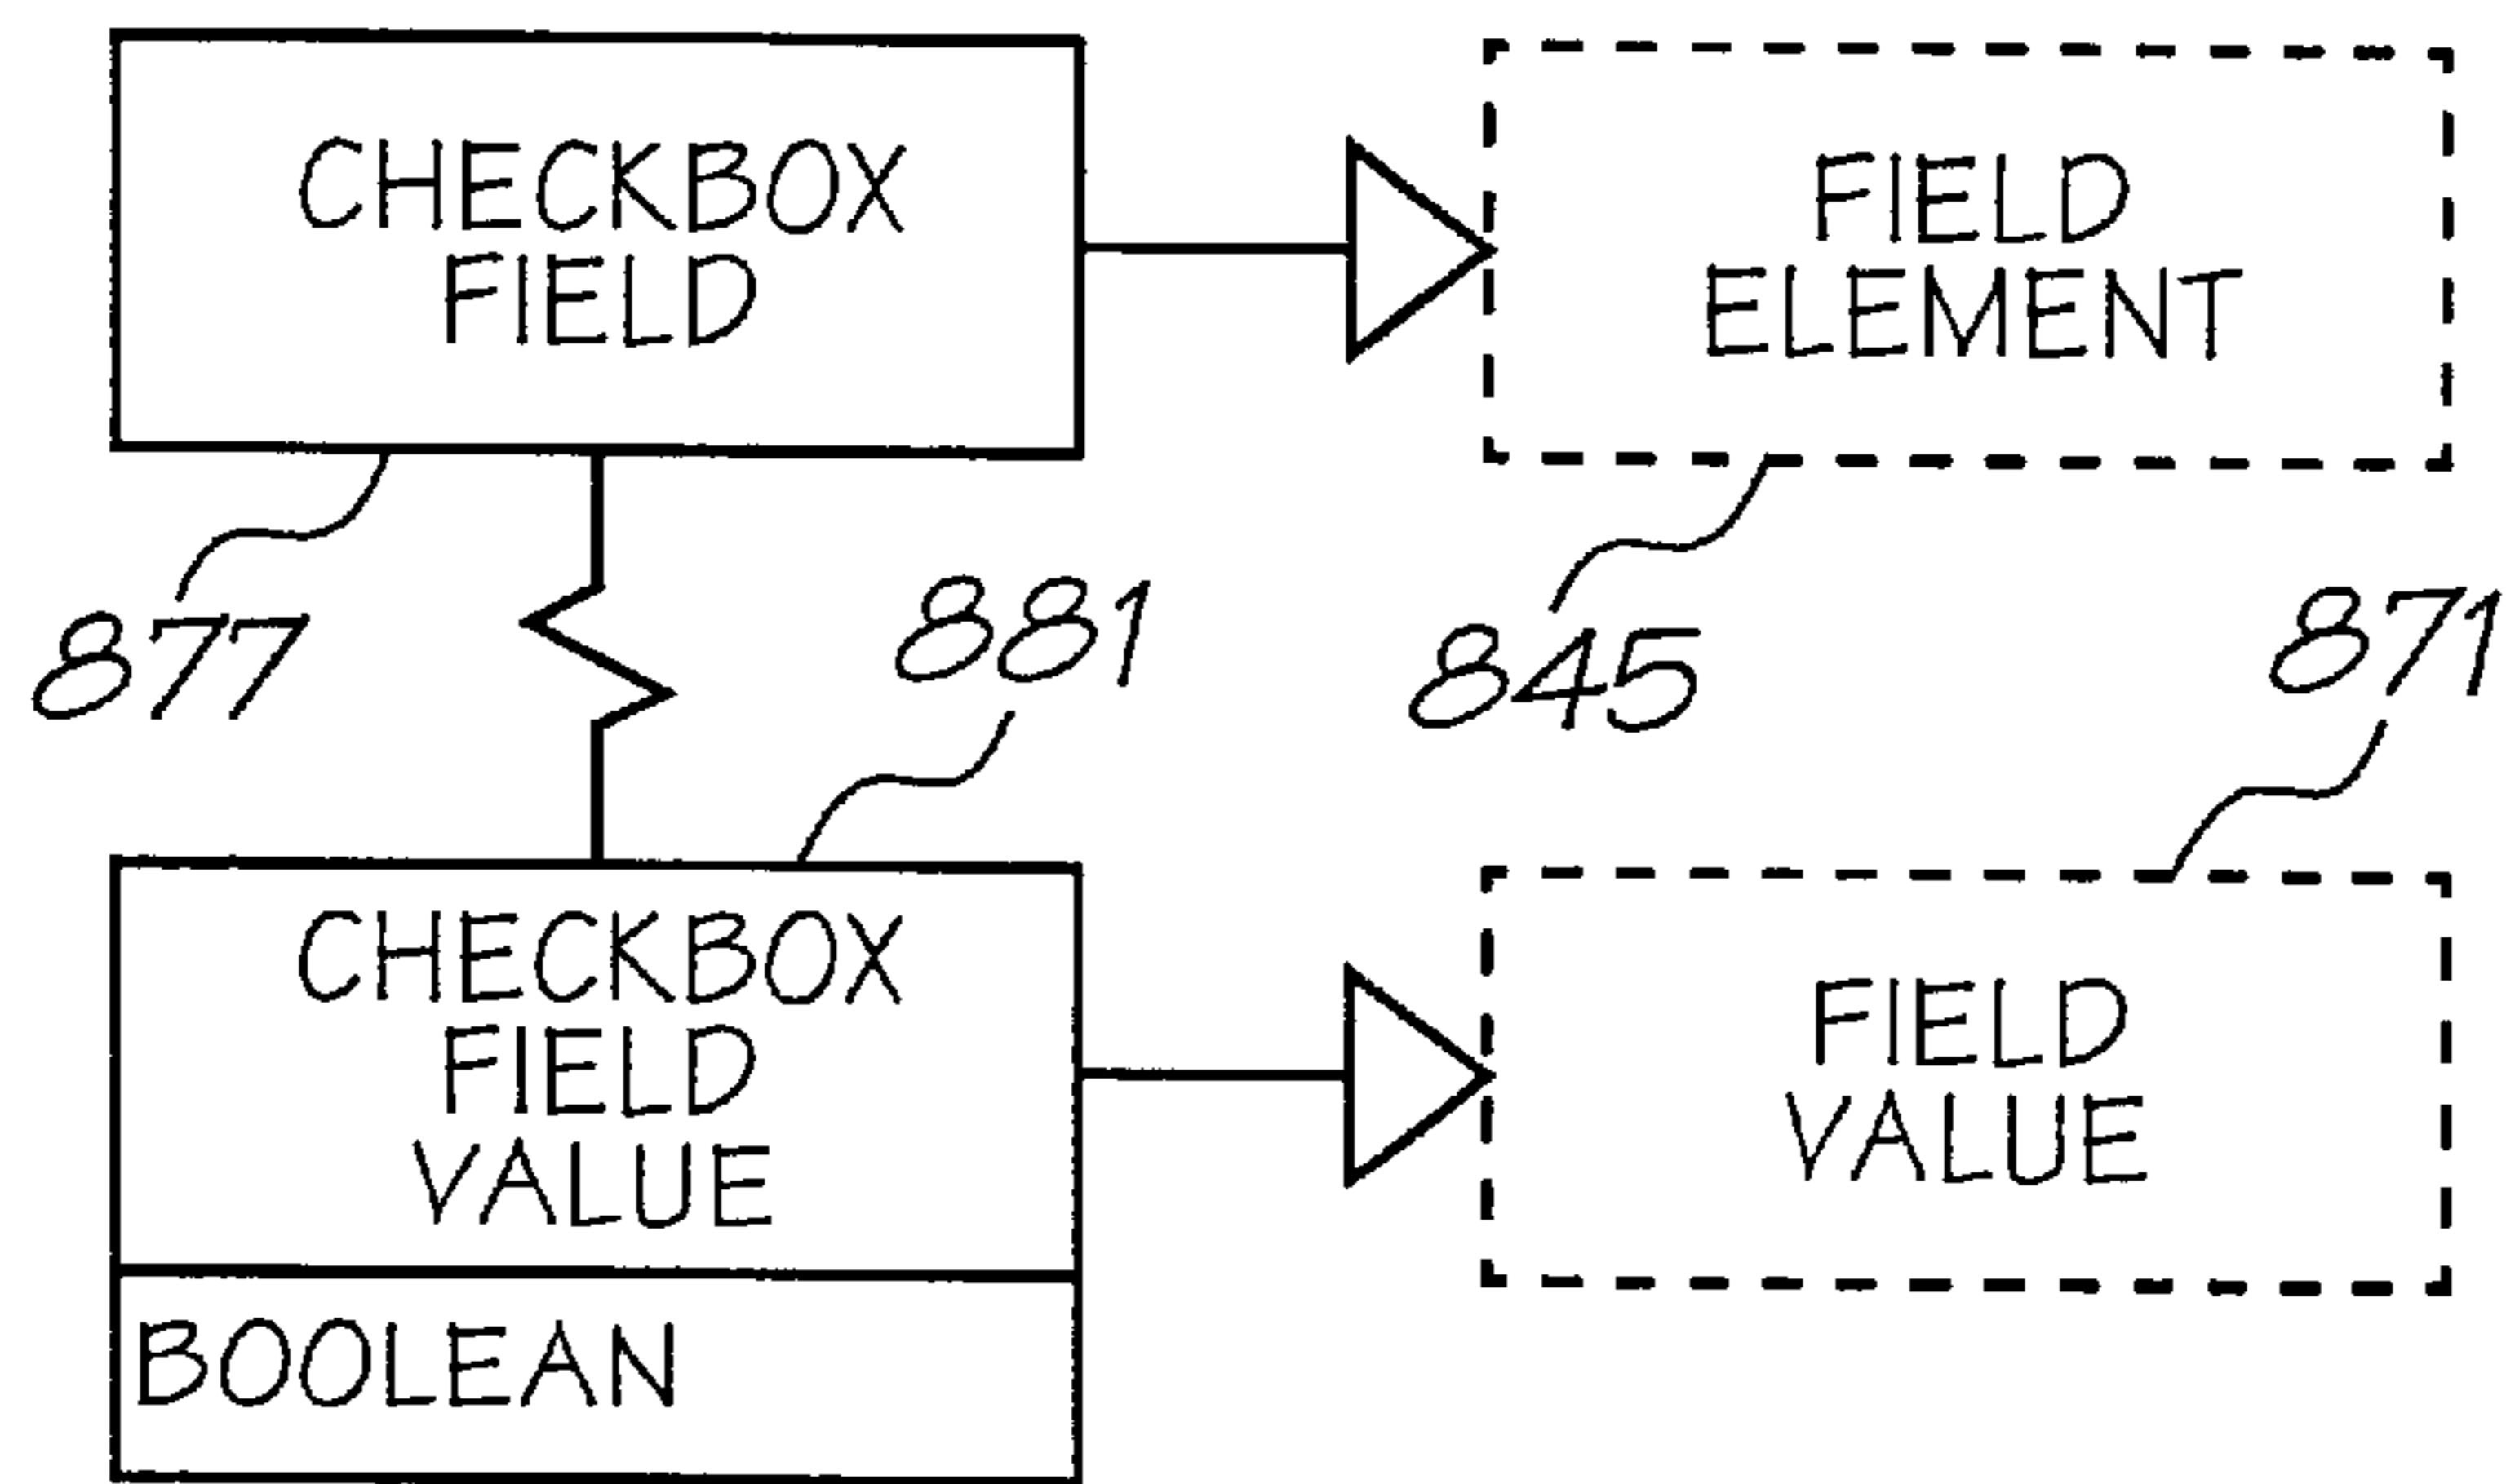 CHECKBOX
FIELD
FIELD
ELEMENT
877
881
845
871
CHECKBOX
FIELD
VALUE
FIELD
VALUE
BOOLEAN